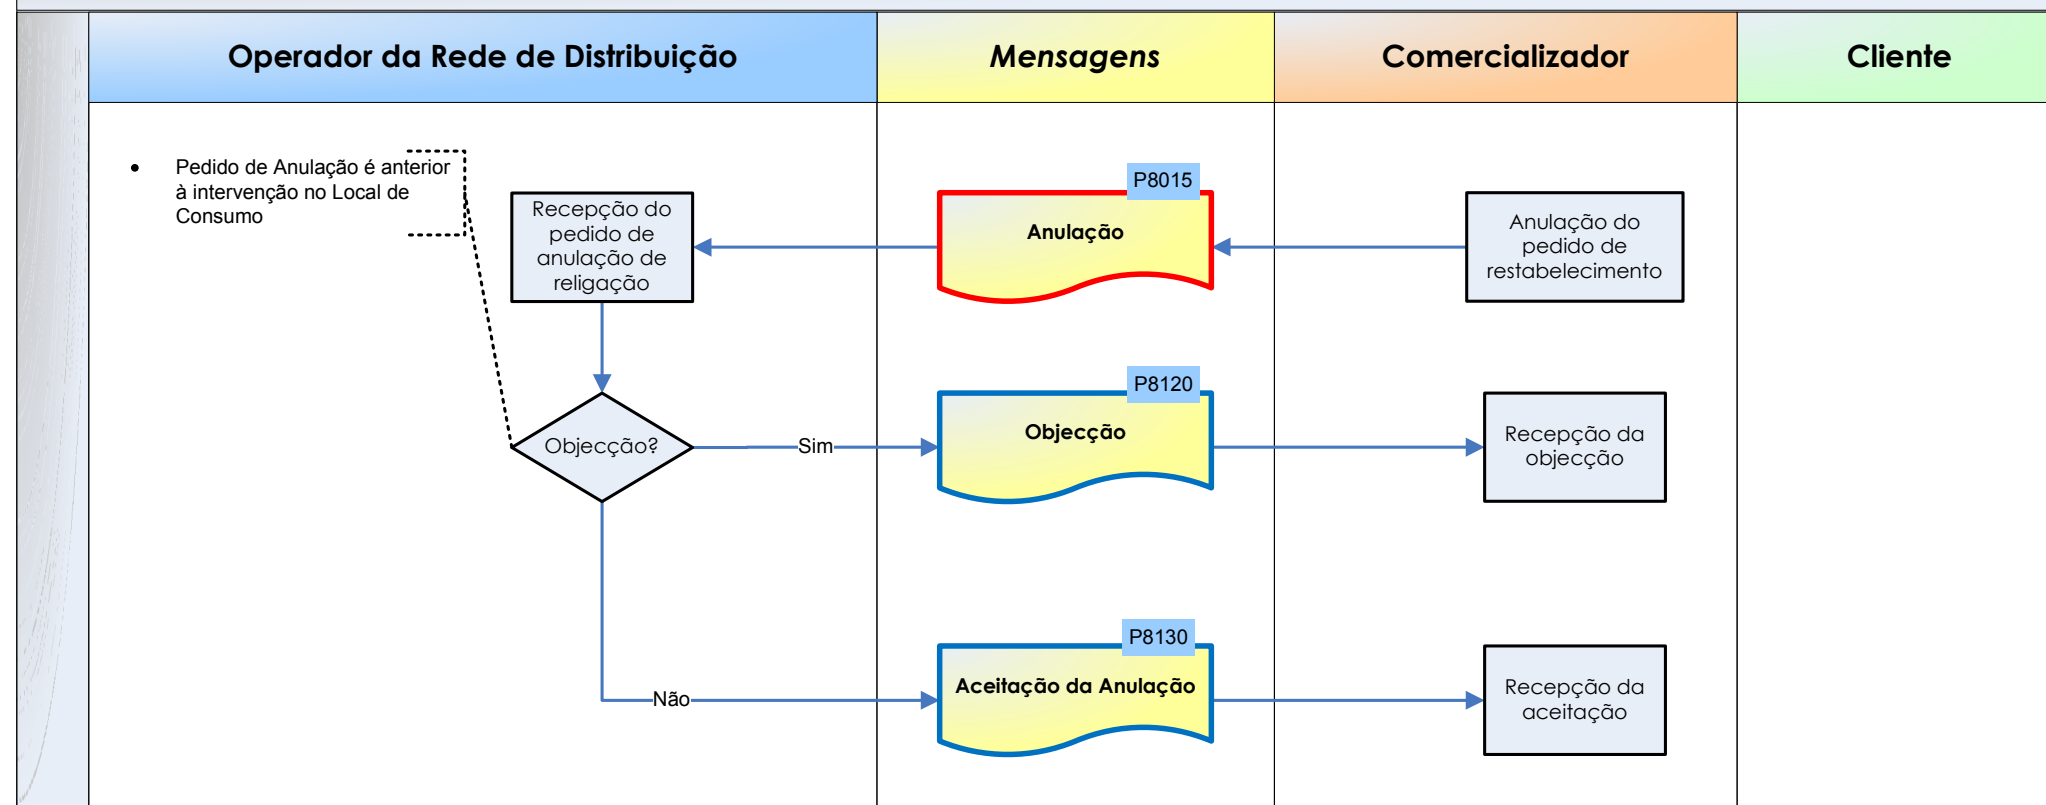 Operador da Rede de Distribuição
Mensagens
Comercializador
Cliente
• Pedido de Anulação é anterior
à intervenção no Local de
Consumo
Recepção do
pedido de
anulação de
religação
P8015
Anulação
Anulação do
pedido de
restabelecimento
Objecção?
Sim
P8120
Objecção
Recepção da
objecção
Não
P8130
Aceitação da Anulação
Recepção da
aceitação